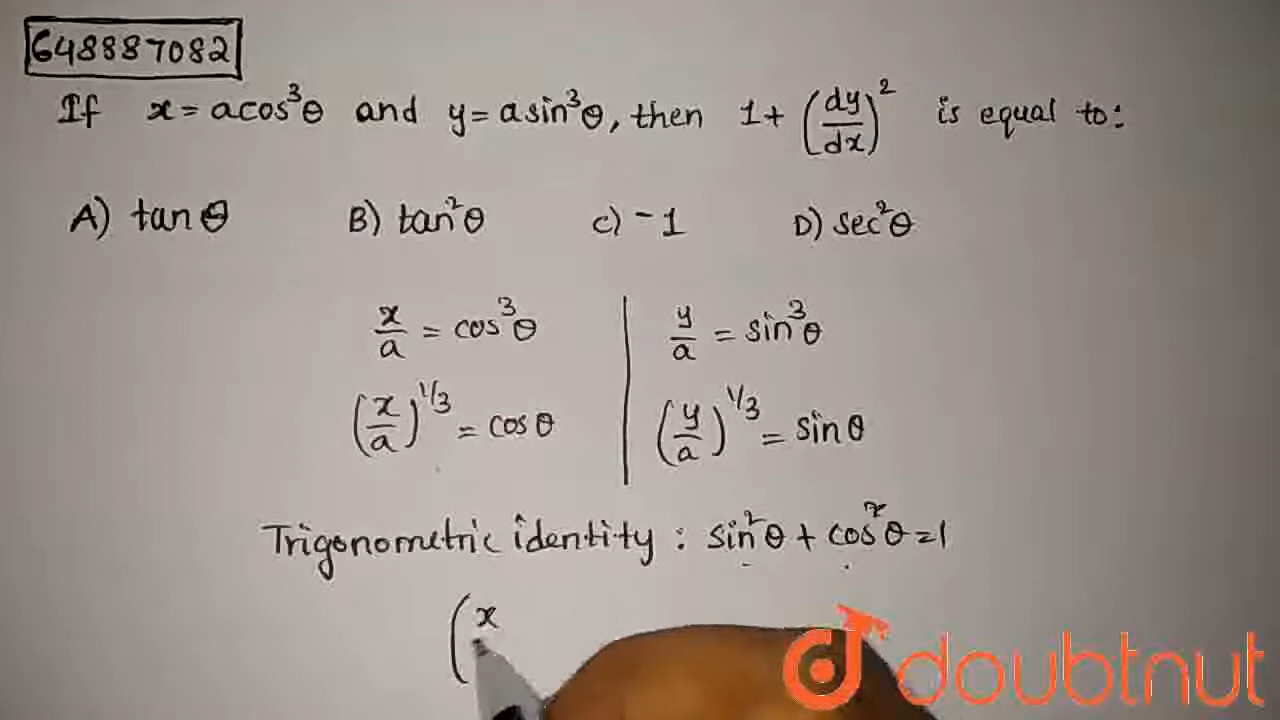 648887082
If x = acos³θ and y = asin³θ, then 1 + (dy/dx)² is equal to:
A) tanθ B) tan²θ C) -1 D) sec²θ
x/a = cos³θ | y/a = sin³θ
(x/a)^1/3 = cosθ | (y/a)^1/3 = sinθ
Trigonometric identity : sin²θ + cos²θ = 1
(x
doubtnut